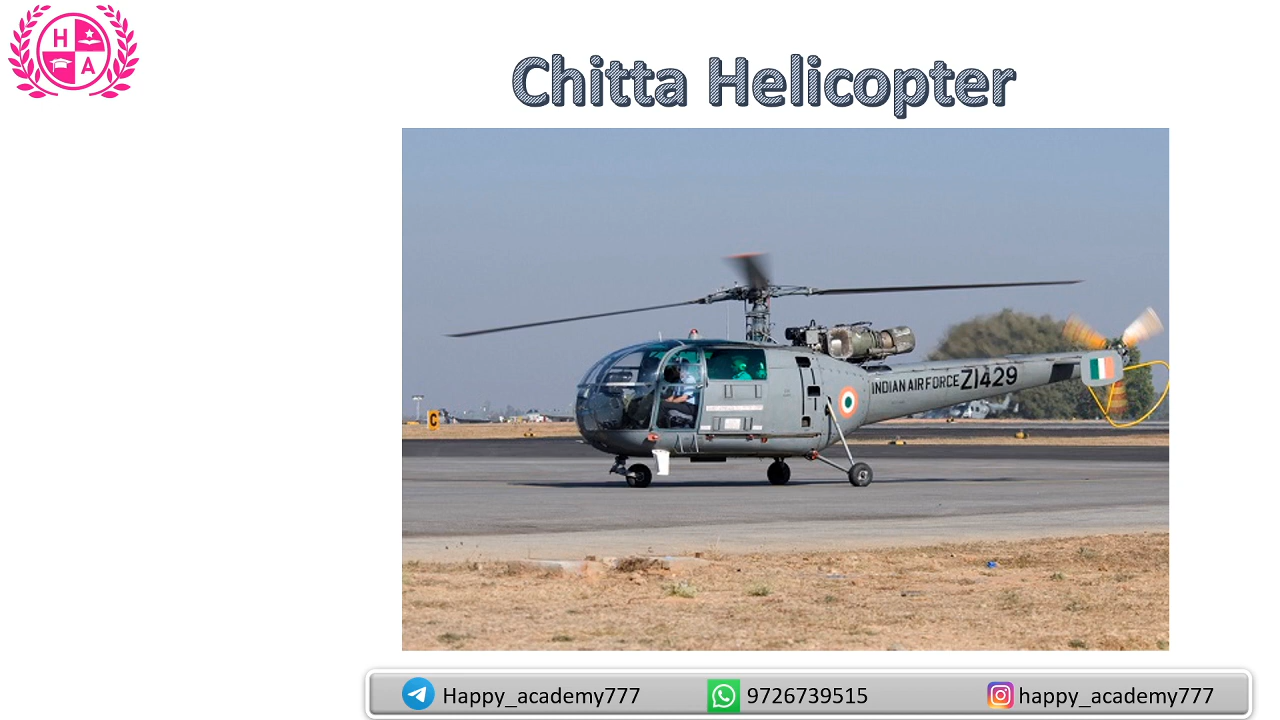 H
A
Chitta Helicopter
INDIAN AIR FORCE Z1429
C
Happy_academy777
9726739515
happy_academy777